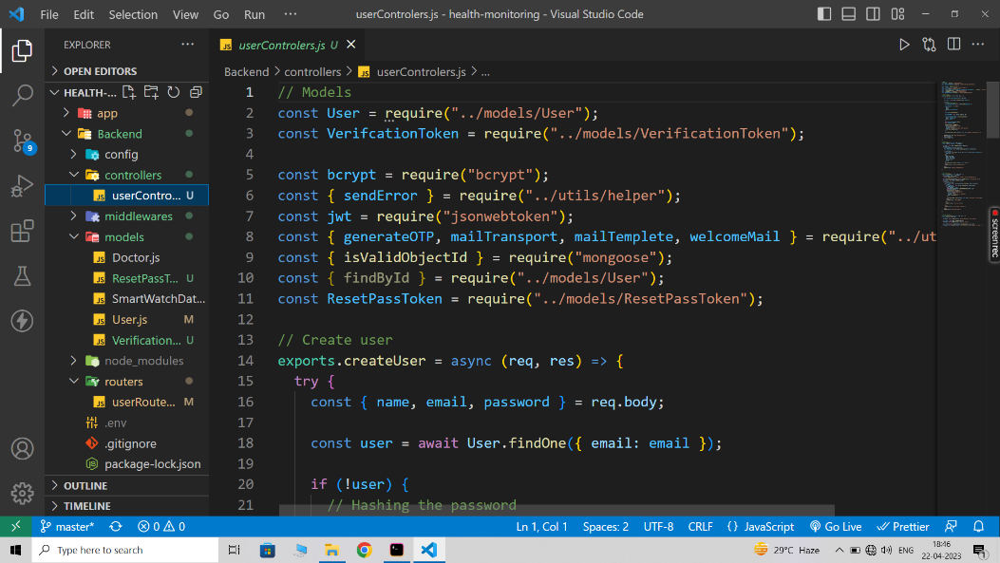 File Edit Selection View Go Run ··· userControlers.js - health-monitoring - Visual Studio Code
EXPLORER ···
OPEN EDITORS
HEALTH-...
app
Backend
config
controllers
userContro... U
middlewares
models
Doctor.js
ResetPassT... U
SmartWatchDat...
User.js M
Verification... U
node_modules
routers
userRoute... M
.env
.gitignore
package-lock.json
OUTLINE
TIMELINE
9
JS userControlers.js U
Backend > controllers > JS userControlers.js > ...
1 // Models
2 const User = require("../models/User");
3 const VerifcationToken = require("../models/VerificationToken");
4
5 const bcrypt = require("bcrypt");
6 const { sendError } = require("../utils/helper");
7 const jwt = require("jsonwebtoken");
8 const { generateOTP, mailTransport, mailTemplete, welcomeMail } = require("../ut
9 const { isValidObjectId } = require("mongoose");
10 const { findById } = require("../models/User");
11 const ResetPassToken = require("../models/ResetPassToken");
12
13 // Create user
14 exports.createUser = async (req, res) => {
15 try {
16 const { name, email, password } = req.body;
17
18 const user = await User.findOne({ email: email });
19
20 if (!user) {
21 // Hashing the password
screenrec
master* 0 0 Ln 1, Col 1 Spaces: 2 UTF-8 CRLF {} JavaScript Go Live Prettier
Type here to search 29°C Haze ENG 18:46
22-04-2023 1